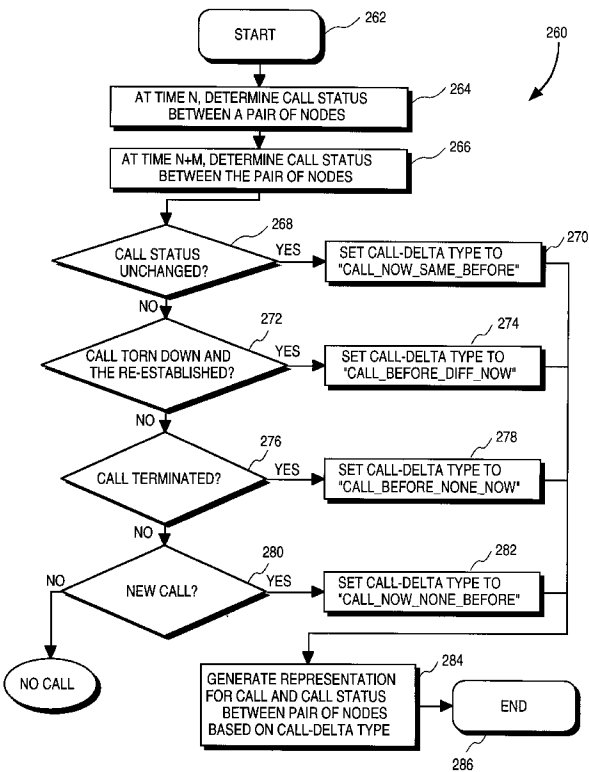 START
262
260
AT TIME N, DETERMINE CALL STATUS
BETWEEN A PAIR OF NODES
264
AT TIME N+M, DETERMINE CALL STATUS
BETWEEN THE PAIR OF NODES
266
268
CALL STATUS
UNCHANGED?
YES
SET CALL-DELTA TYPE TO
"CALL_NOW_SAME_BEFORE"
270
NO
272
CALL TORN DOWN AND
THE RE-ESTABLISHED?
YES
274
SET CALL-DELTA TYPE TO
"CALL_BEFORE_DIFF_NOW"
NO
276
CALL TERMINATED?
YES
278
SET CALL-DELTA TYPE TO
"CALL_BEFORE_NONE_NOW"
NO
280
NEW CALL?
YES
282
SET CALL-DELTA TYPE TO
"CALL_NOW_NONE_BEFORE"
NO
NO CALL
GENERATE REPRESENTATION
FOR CALL AND CALL STATUS
BETWEEN PAIR OF NODES
BASED ON CALL-DELTA TYPE
284
END
286